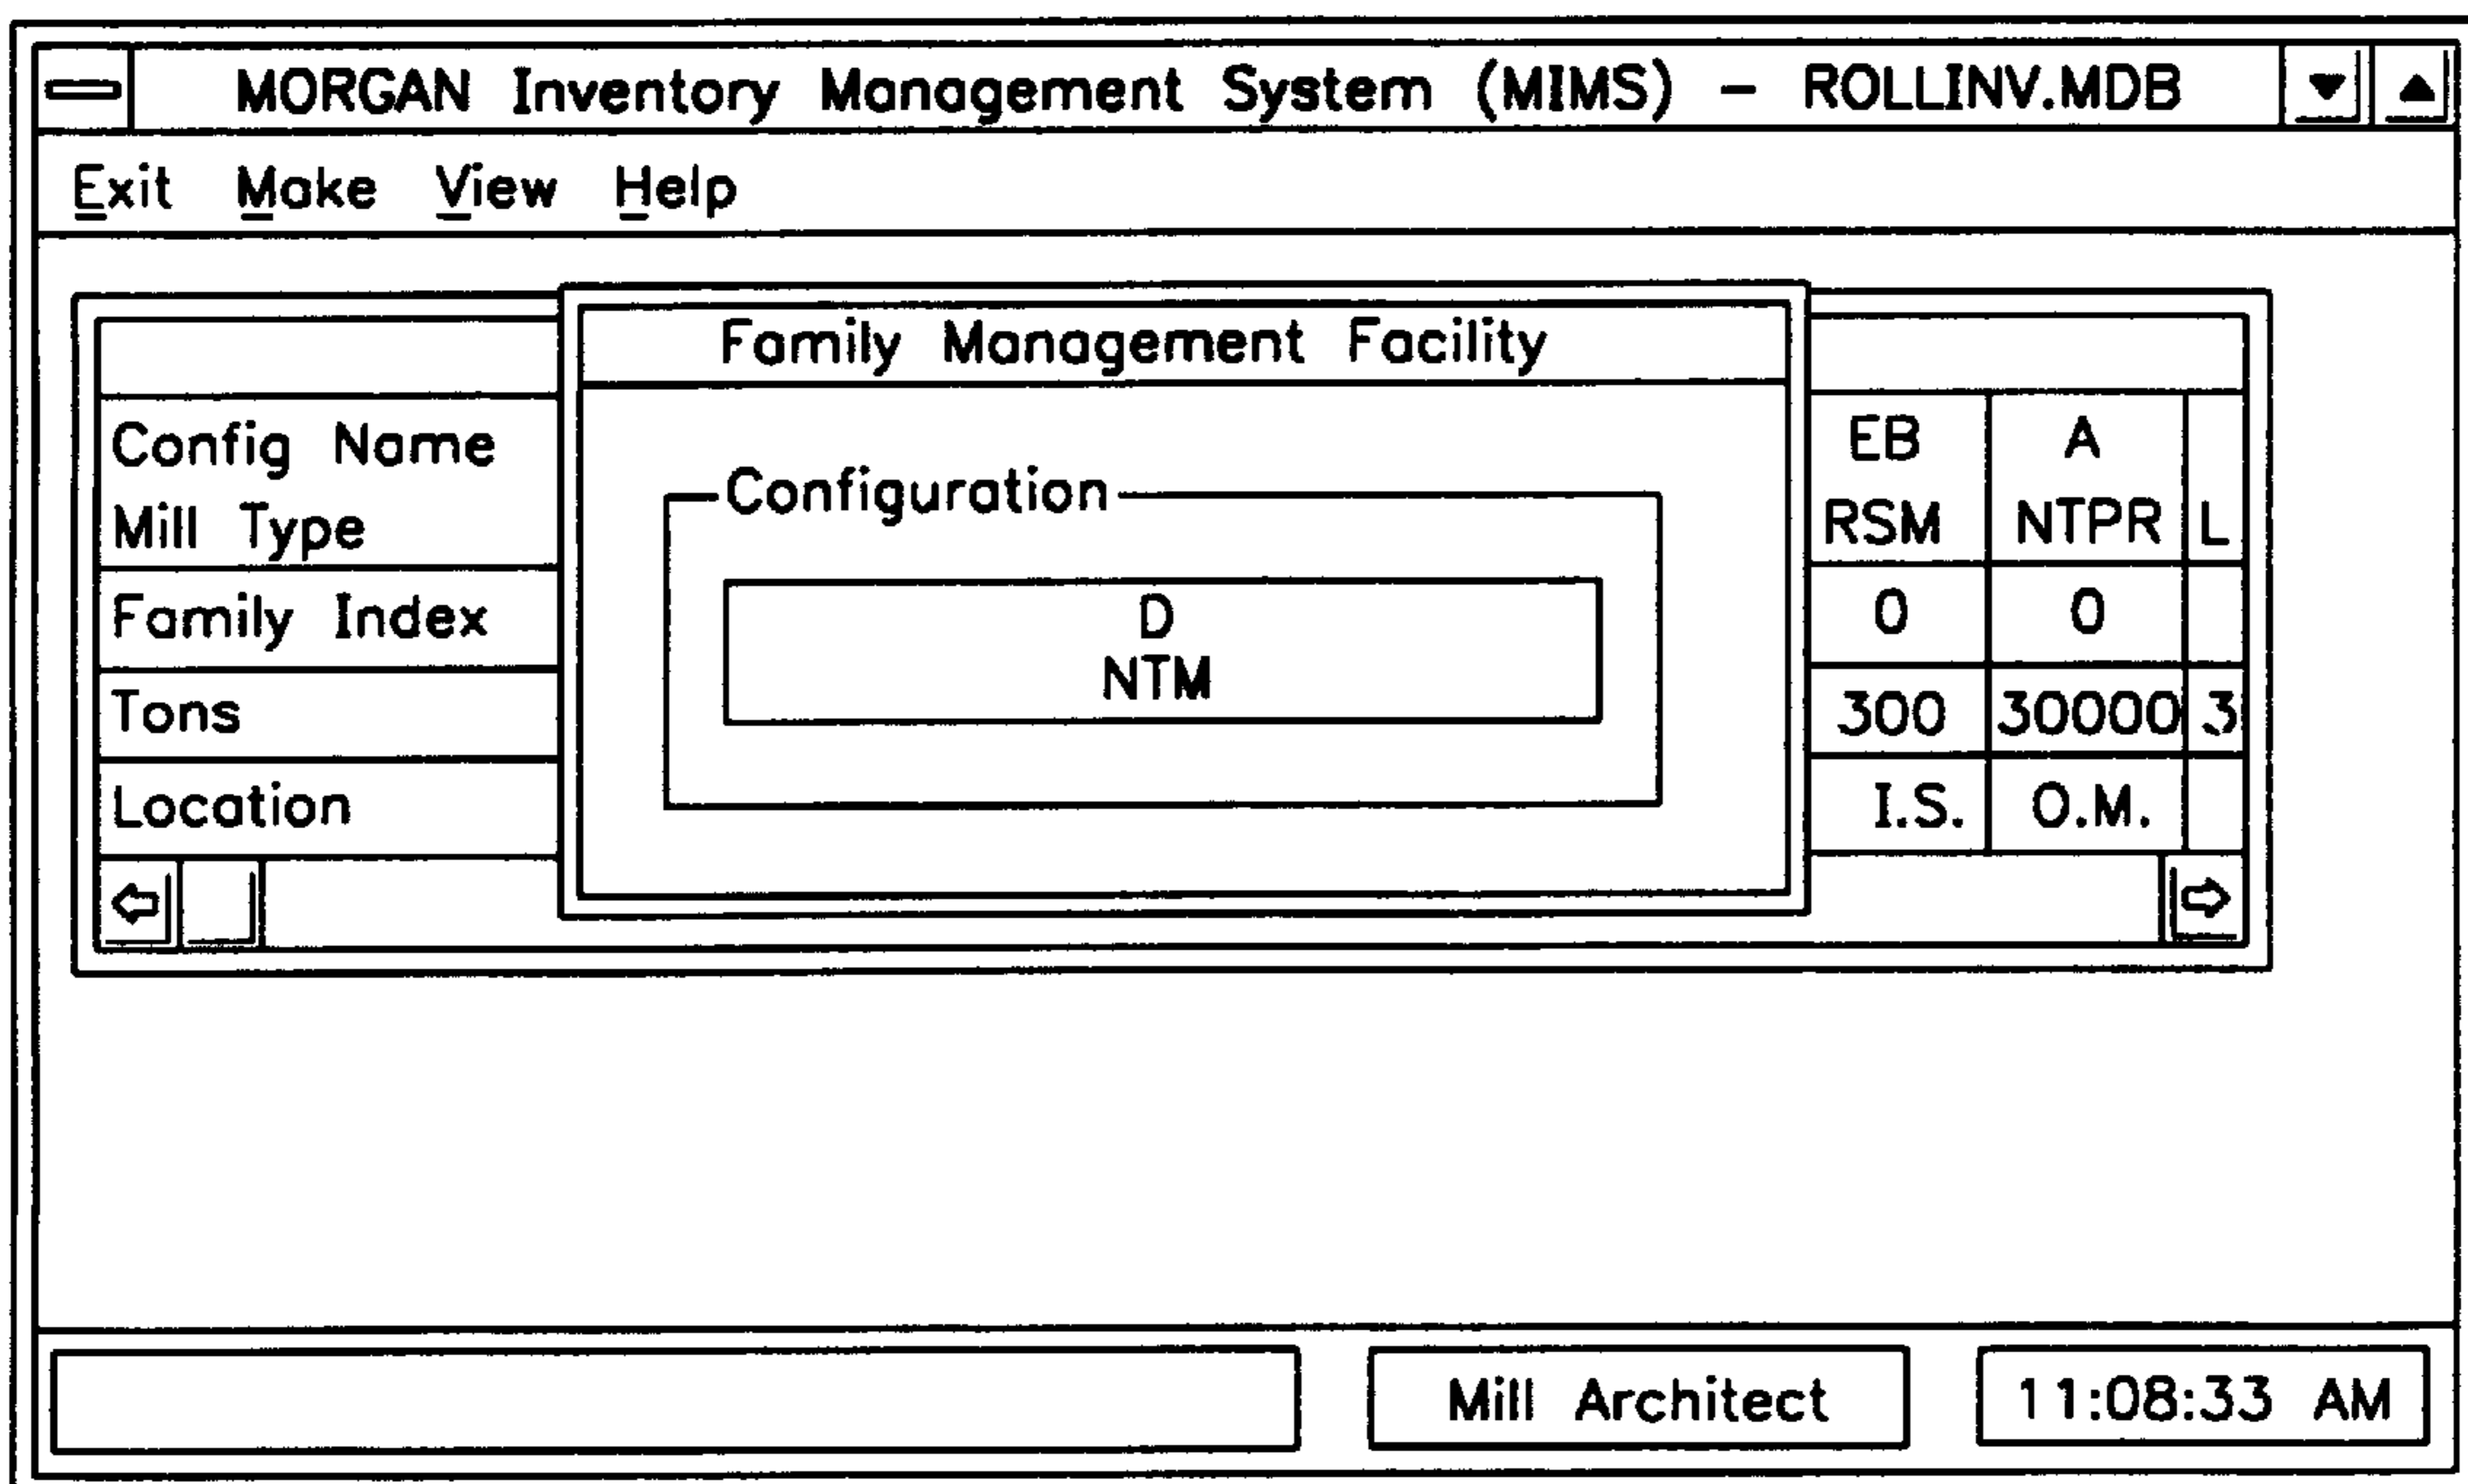 MORGAN Inventory Management System (MIMS) - ROLLINV.MDB
Exit Make View Help
Family Management Facility
Config Name EB A
Mill Type RSM NTPR L
Configuration
Family Index 0 0
D
NTM
Tons 300 30000 3
Location I.S. O.M.
Mill Architect 11:08:33 AM